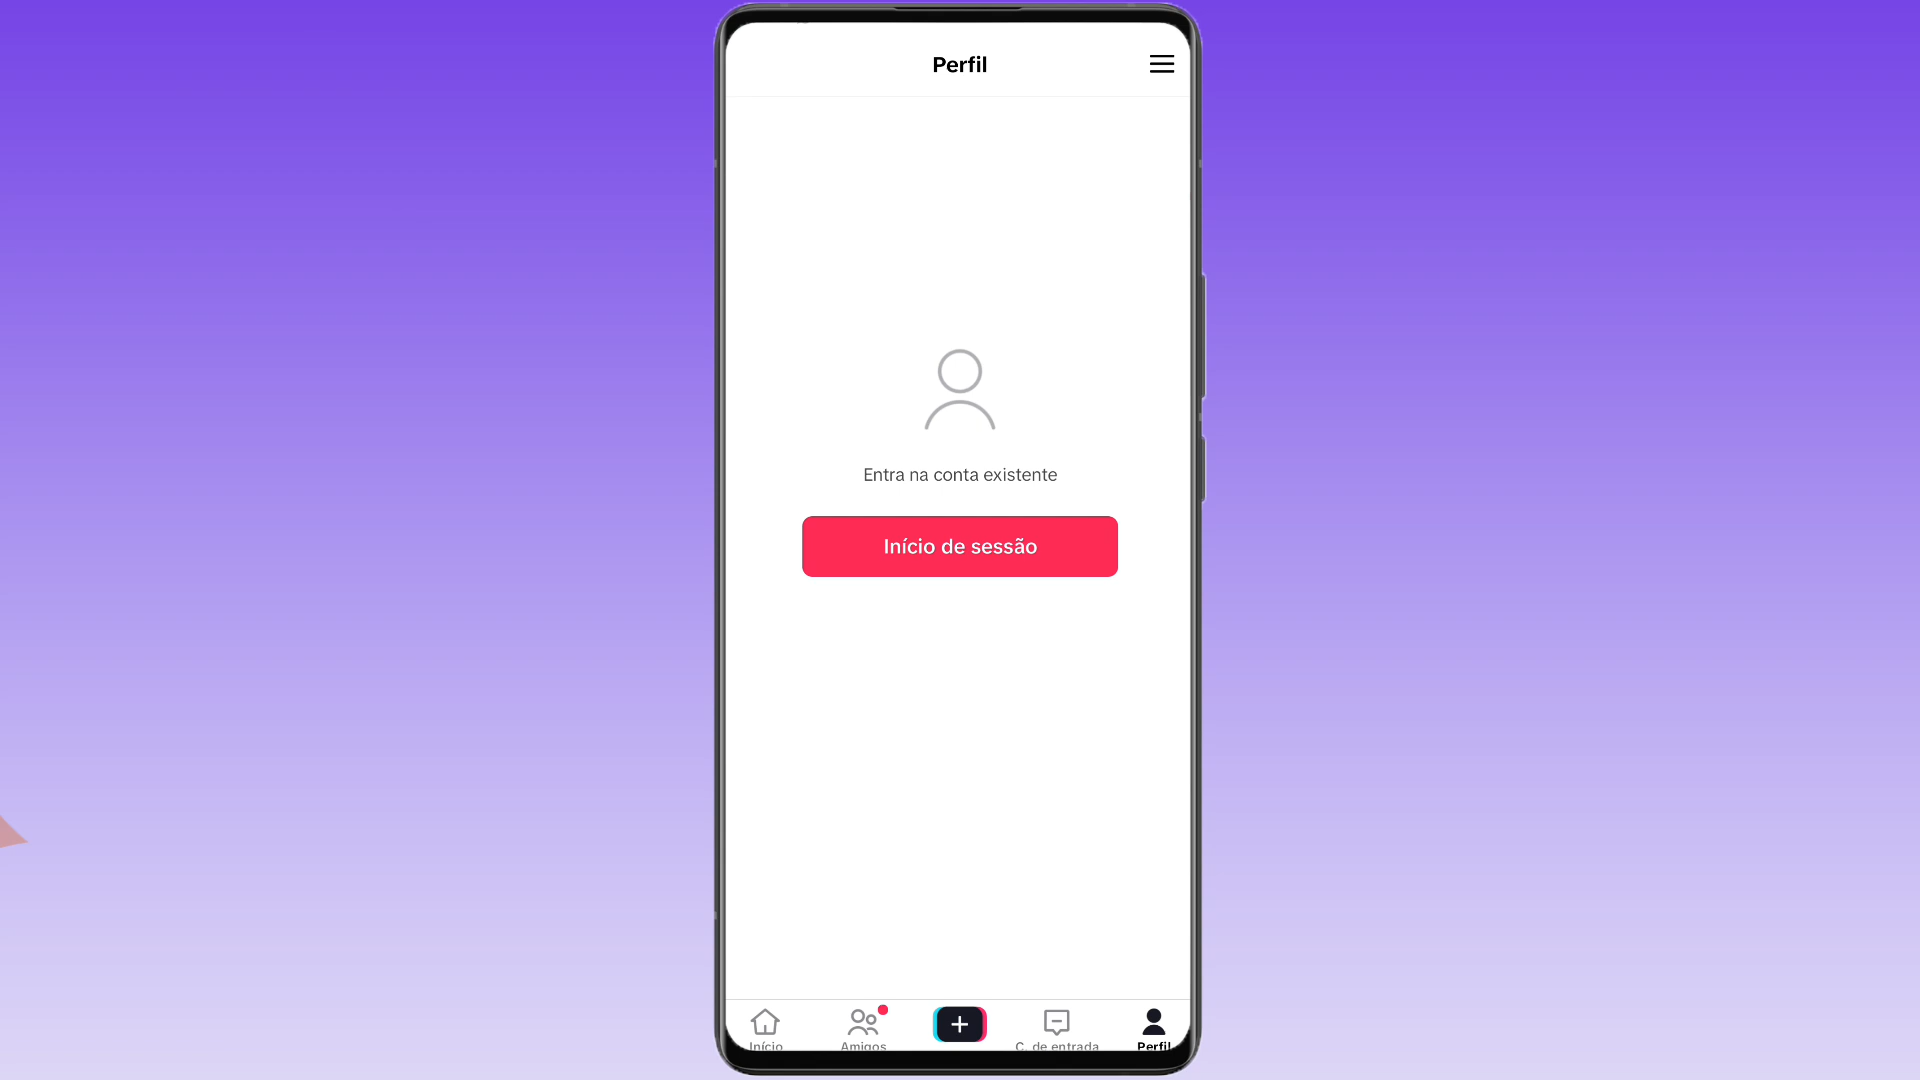 Perfil
Entra na conta existente
Início de sessão
Início
Amigos
C. de entrada
Perfil